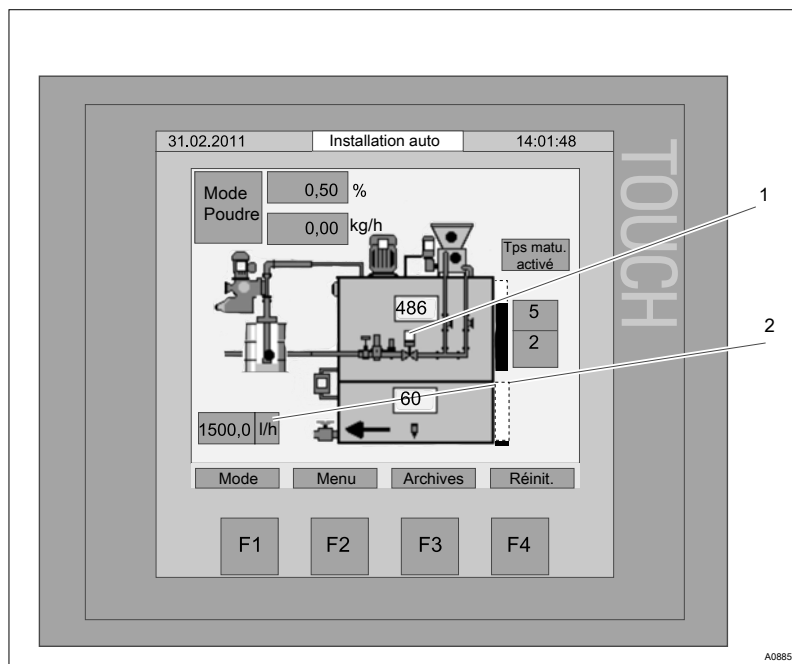 31.02.2011 Installation auto 14:01:48
Mode
Poudre
0,50 %
0,00 kg/h
Tps matu.
activé
486
5
2
60
1500,0 l/h
Mode Menu Archives Réinit.
F1 F2 F3 F4
TOUCH
1
2
A0885